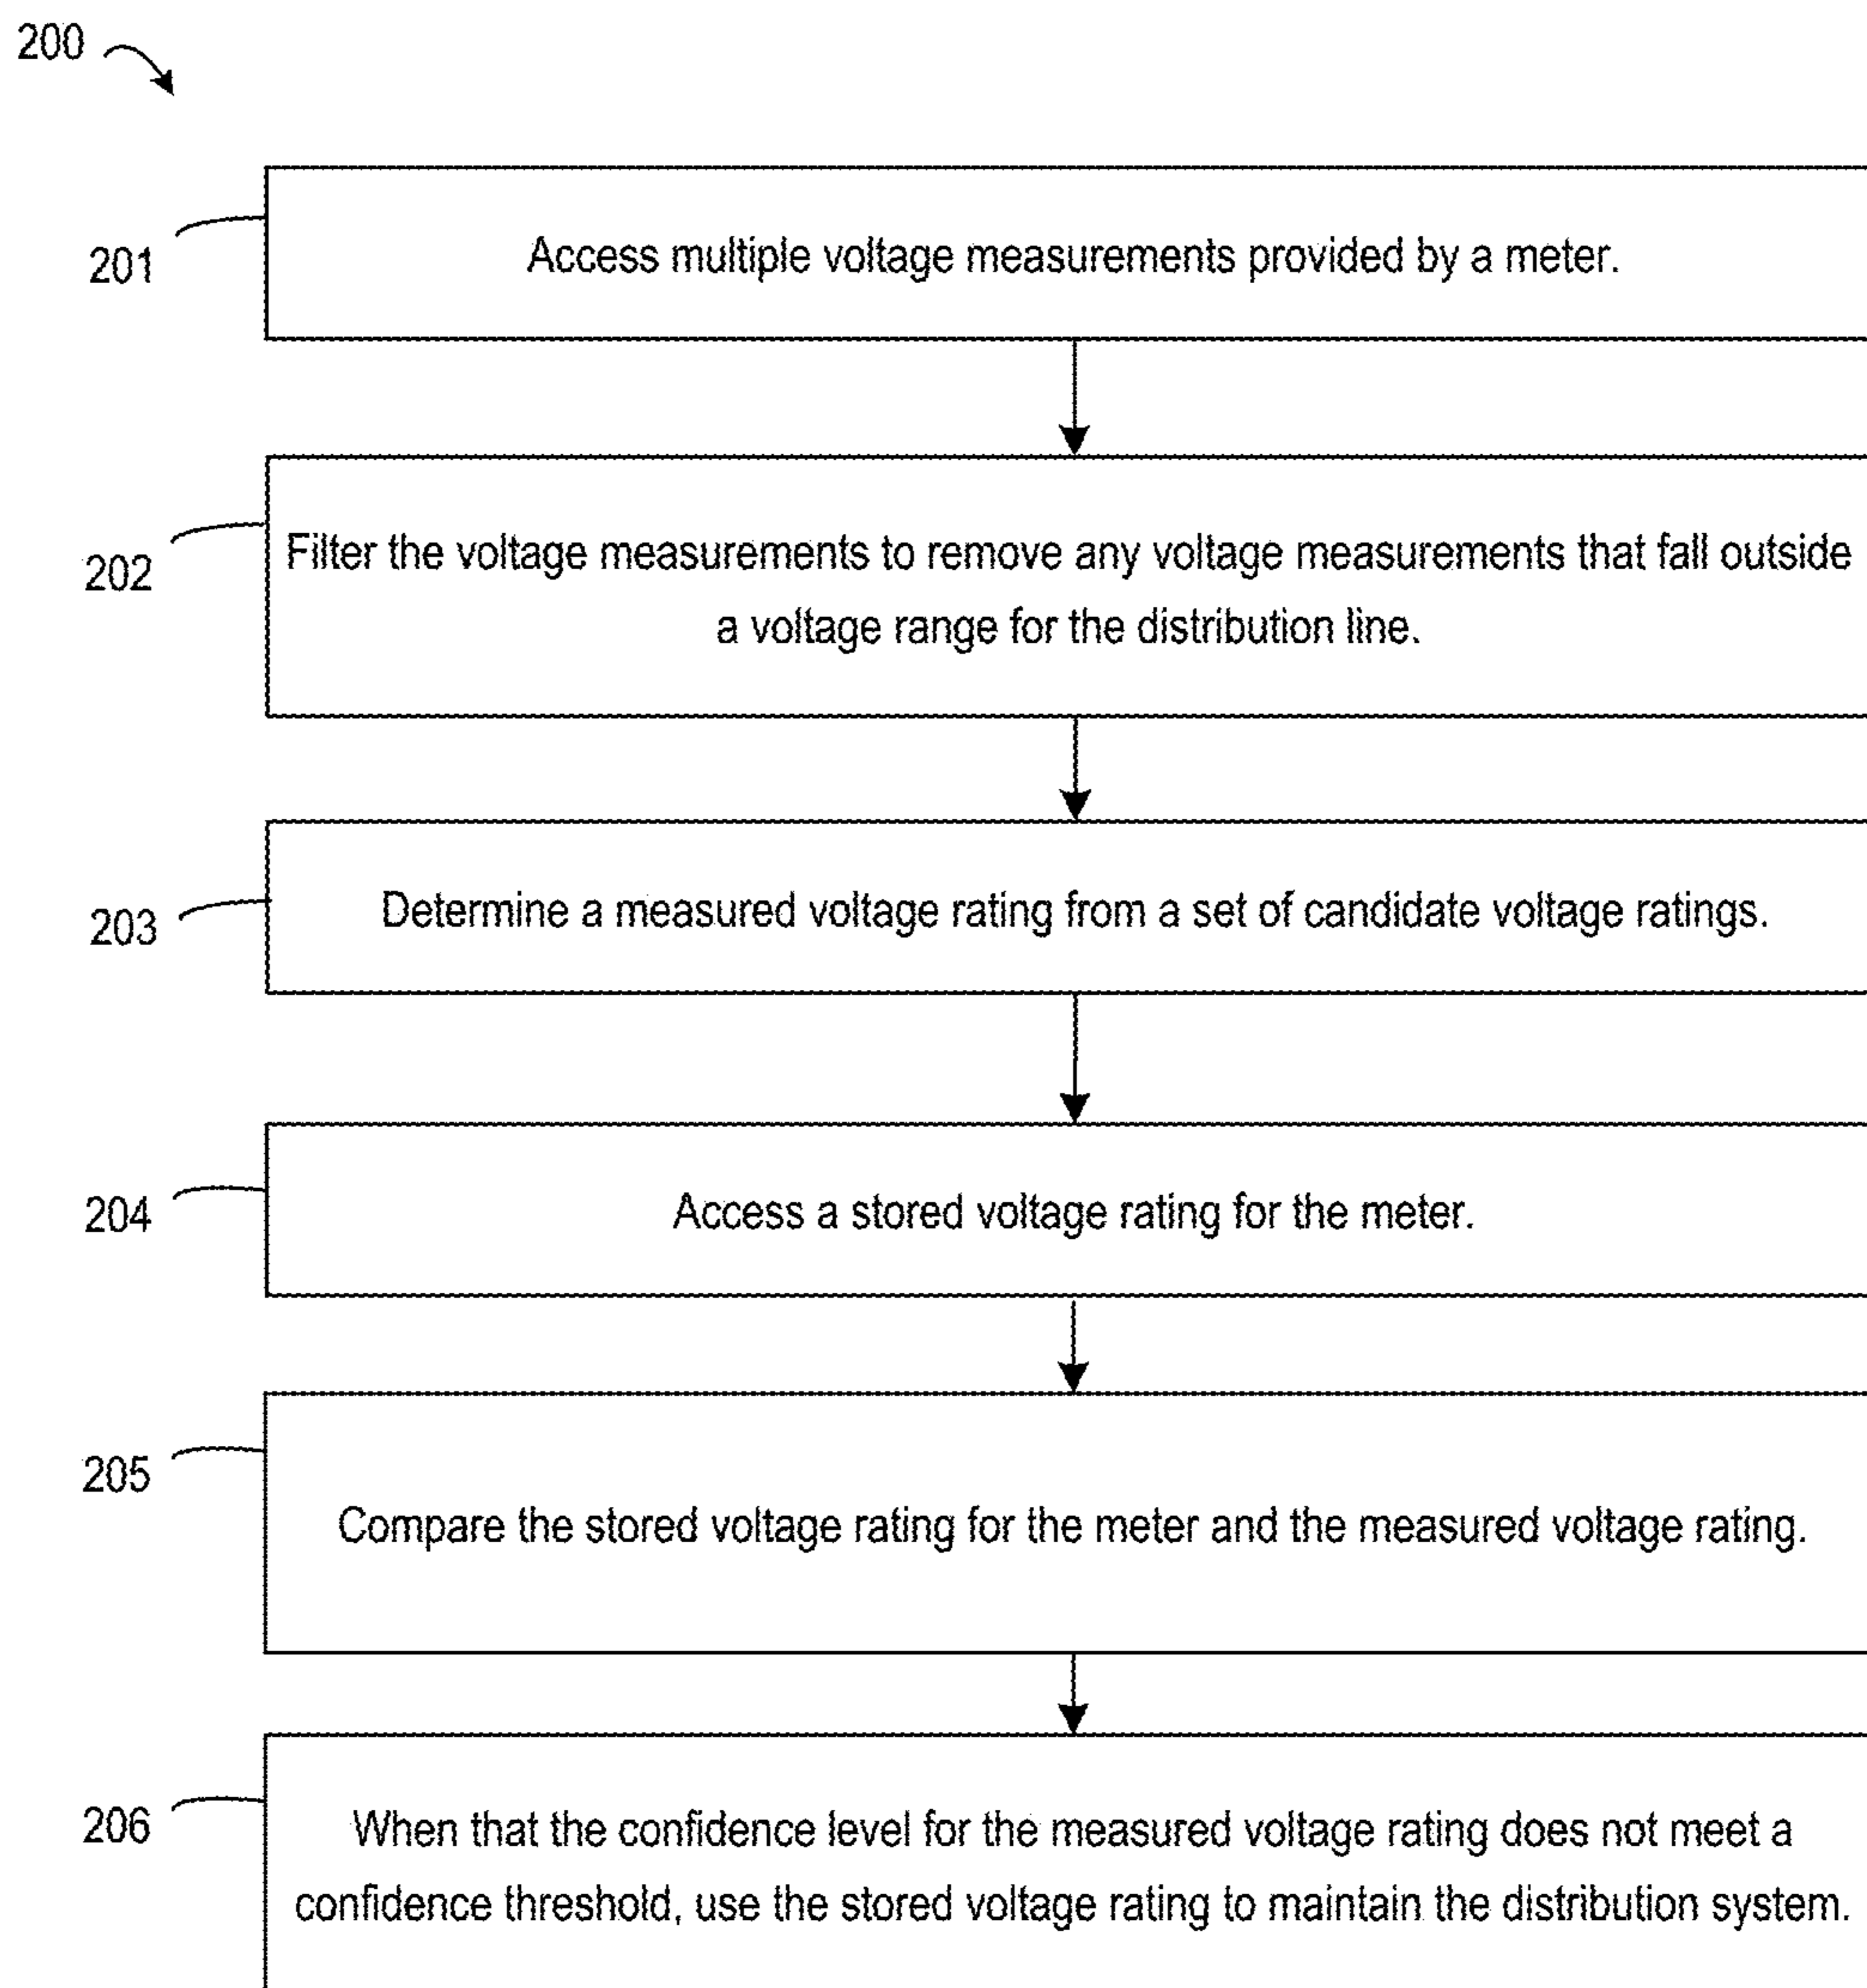 200
201
Access multiple voltage measurements provided by a meter.
202
Filter the voltage measurements to remove any voltage measurements that fall outside
a voltage range for the distribution line.
203
Determine a measured voltage rating from a set of candidate voltage ratings.
204
Access a stored voltage rating for the meter.
205
Compare the stored voltage rating for the meter and the measured voltage rating.
206
When that the confidence level for the measured voltage rating does not meet a
confidence threshold, use the stored voltage rating to maintain the distribution system.